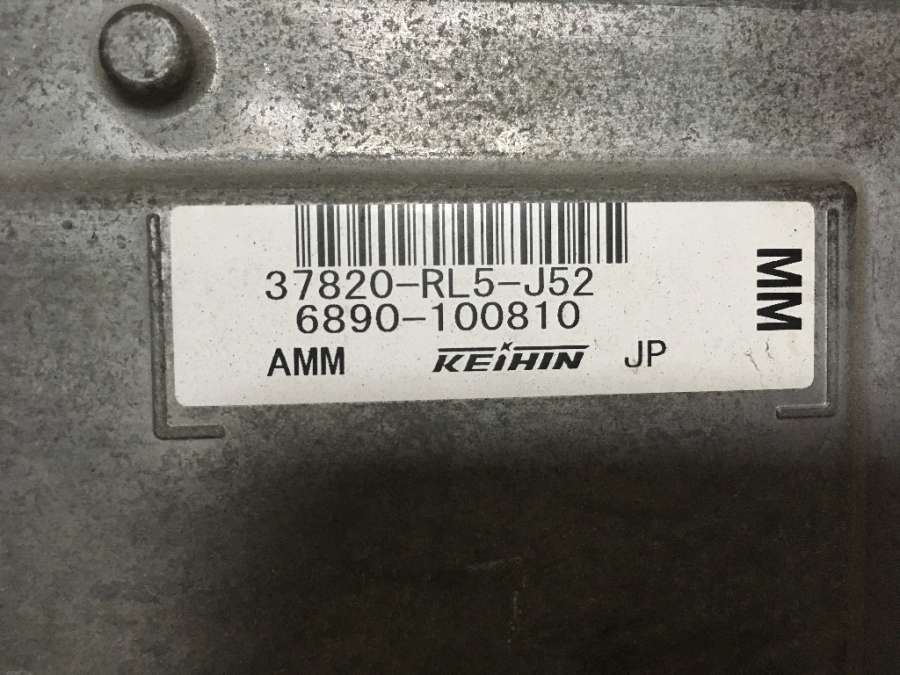 37820-RL5-J52
6890-100810
AMM KEIHIN JP
MM